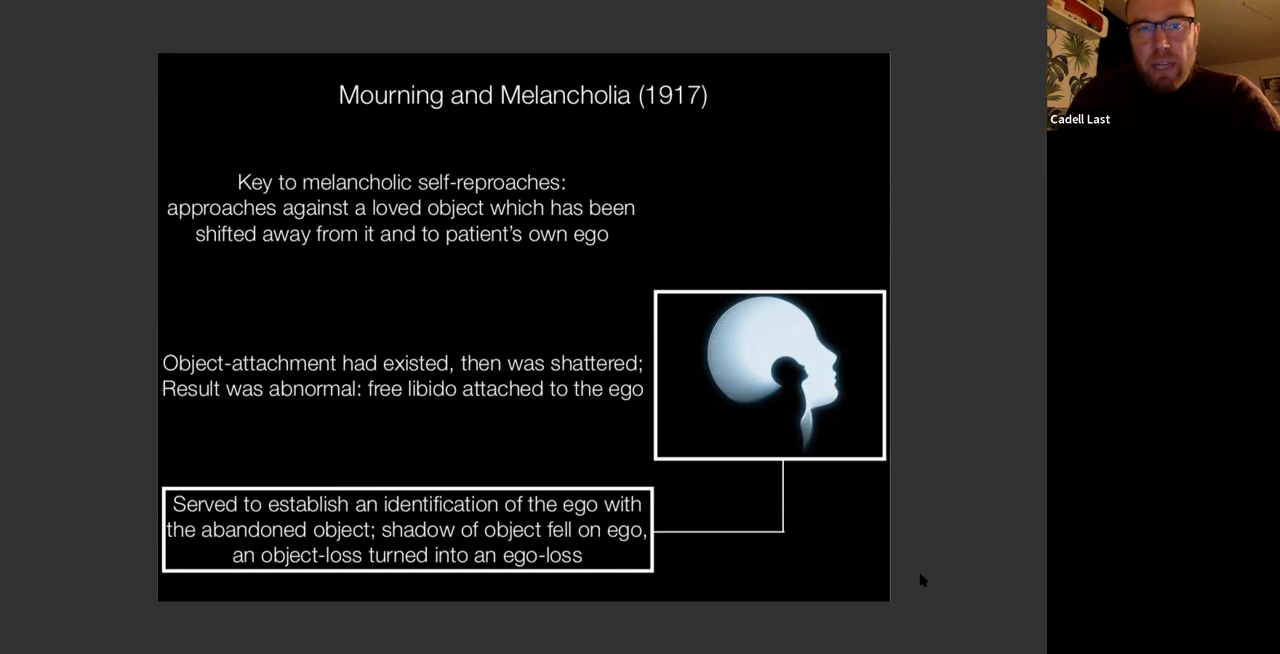 Mourning and Melancholia (1917)
Key to melancholic self-reproaches:
approaches against a loved object which has been
shifted away from it and to patient's own ego
Object-attachment had existed, then was shattered;
Result was abnormal: free libido attached to the ego
Served to establish an identification of the ego with
the abandoned object; shadow of object fell on ego,
an object-loss turned into an ego-loss
Cadell Last